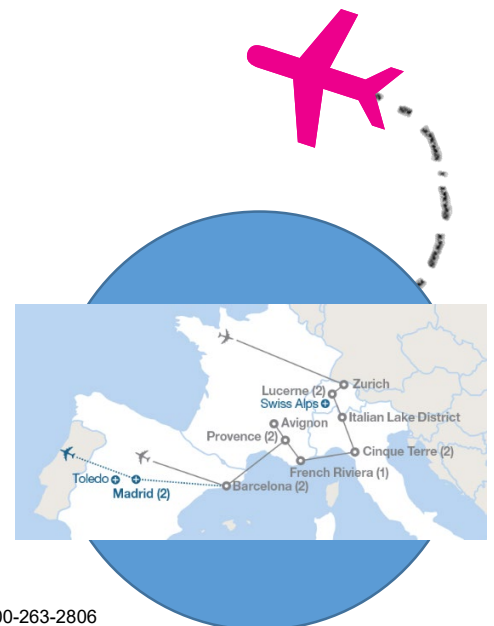 Zurich
Lucerne (2)
Swiss Alps
Italian Lake District
Avignon
Provence (2)
Cinque Terre (2)
French Riviera (1)
Toledo
Madrid (2)
Barcelona (2)
00-263-2806